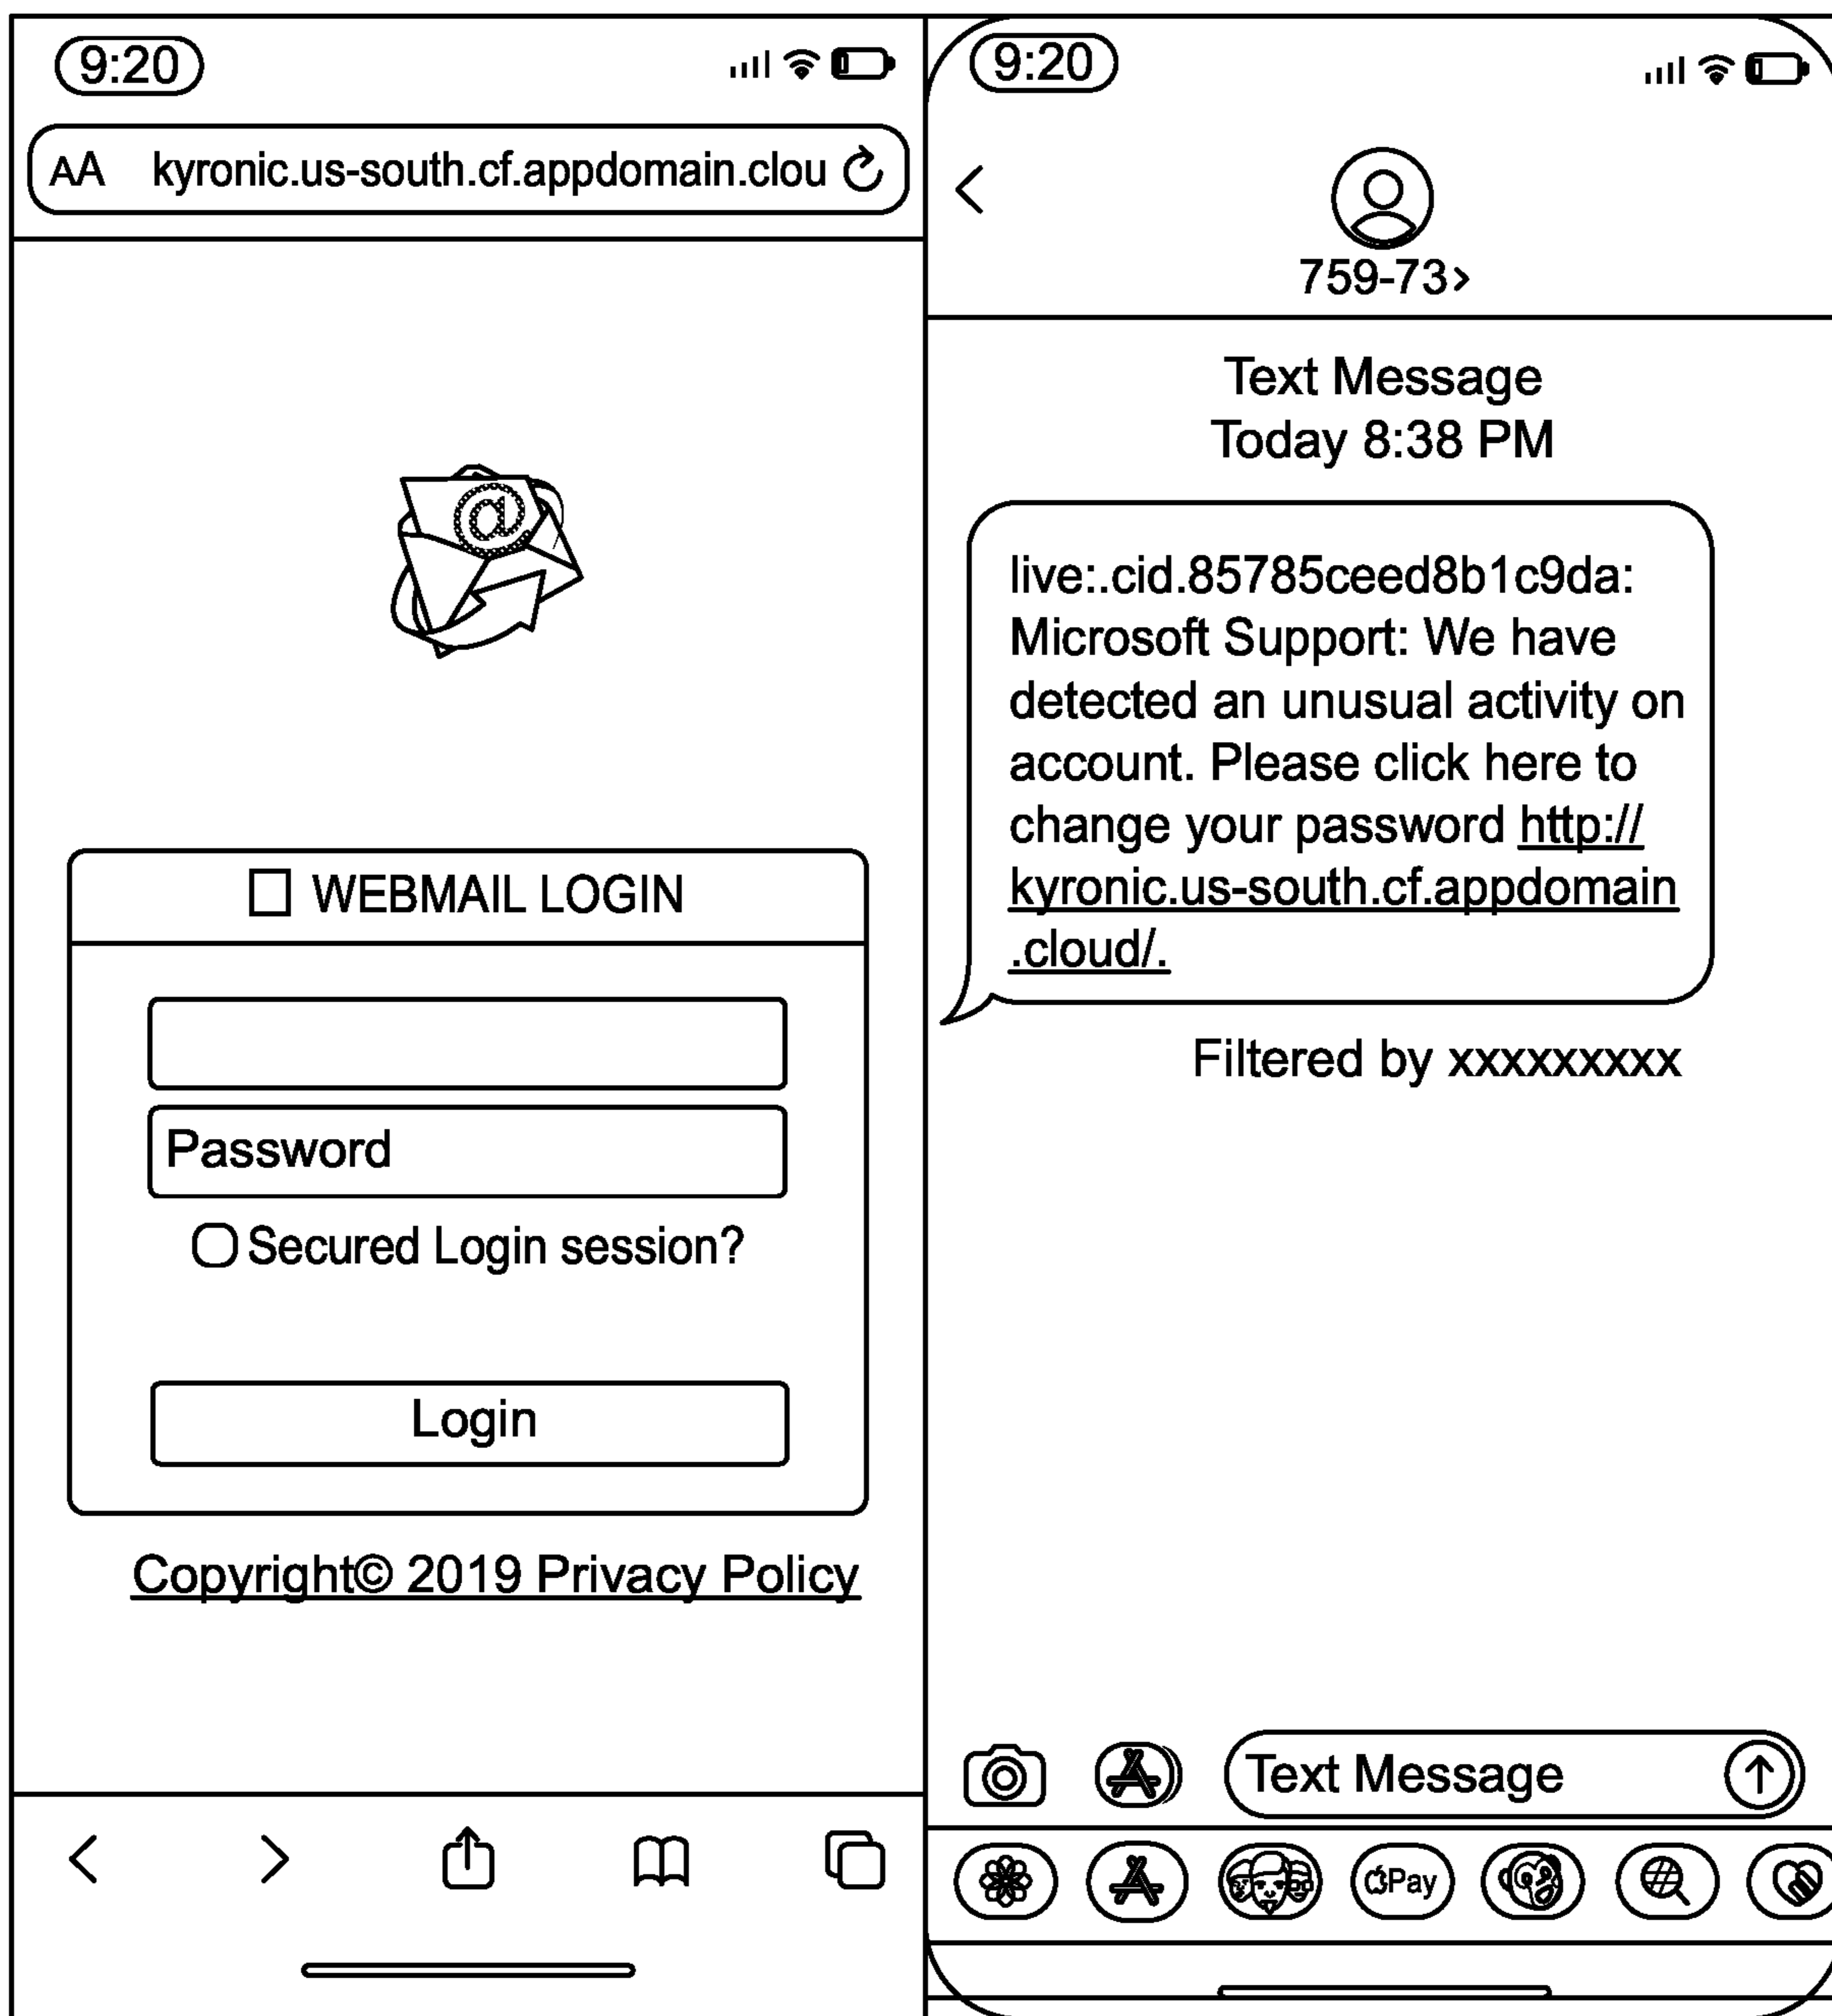 9:20
AA kyronic.us-south.cf.appdomain.clou
@
WEBMAIL LOGIN
Password
Secured Login session?
Login
Copyright© 2019 Privacy Policy
9:20
759-73>
Text Message
Today 8:38 PM
live:.cid.85785ceed8b1c9da:
Microsoft Support: We have
detected an unusual activity on
account. Please click here to
change your password http://
kyronic.us-south.cf.appdomain
.cloud/.
Filtered by xxxxxxxxx
Text Message
Pay